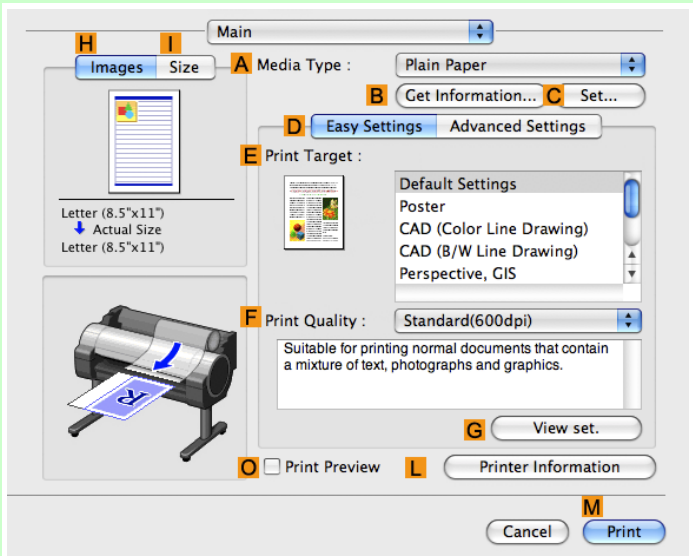 Main
H I
Images Size
A Media Type : Plain Paper
B Get Information... C Set...
D Easy Settings Advanced Settings
E Print Target :
Default Settings
Poster
CAD (Color Line Drawing)
CAD (B/W Line Drawing)
Perspective, GIS
Letter (8.5"x11")
Actual Size
Letter (8.5"x11")
F Print Quality : Standard(600dpi)
Suitable for printing normal documents that contain
a mixture of text, photographs and graphics.
R
G View set.
O Print Preview L Printer Information
M
Cancel Print